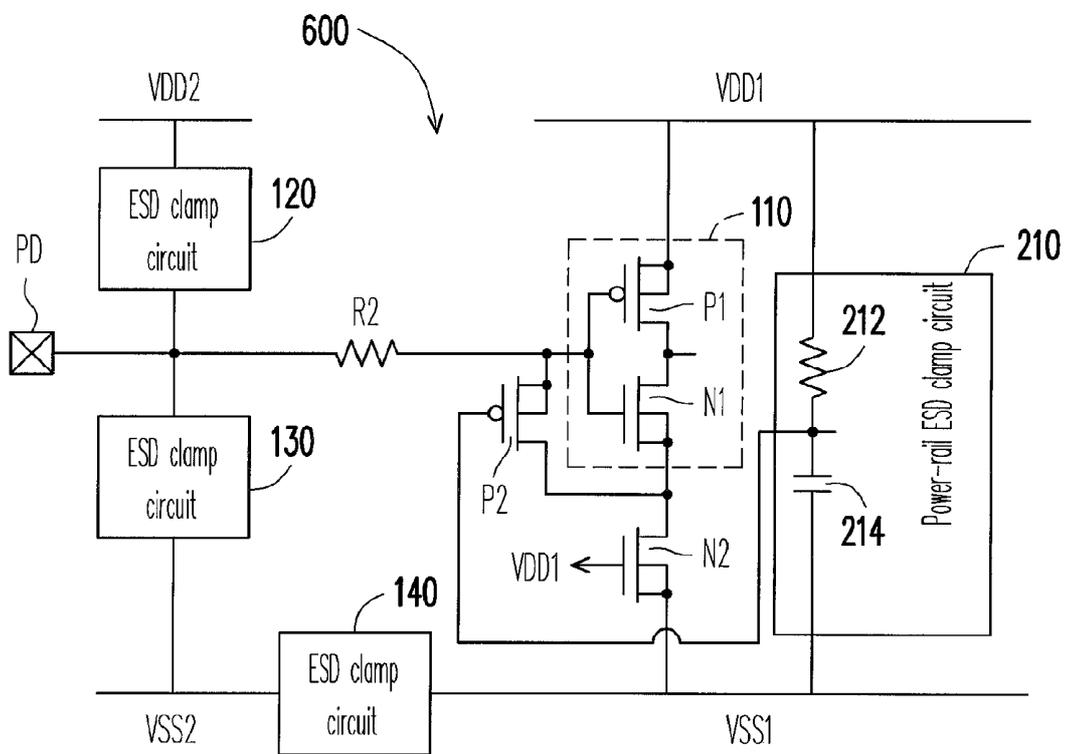 600
VDD2
VDD1
ESD clamp
circuit
120
110
210
PD
R2
P1
212
Power-rail ESD clamp circuit
N1
ESD clamp
circuit
130
P2
214
VDD1
N2
140
ESD clamp
circuit
VSS2
VSS1